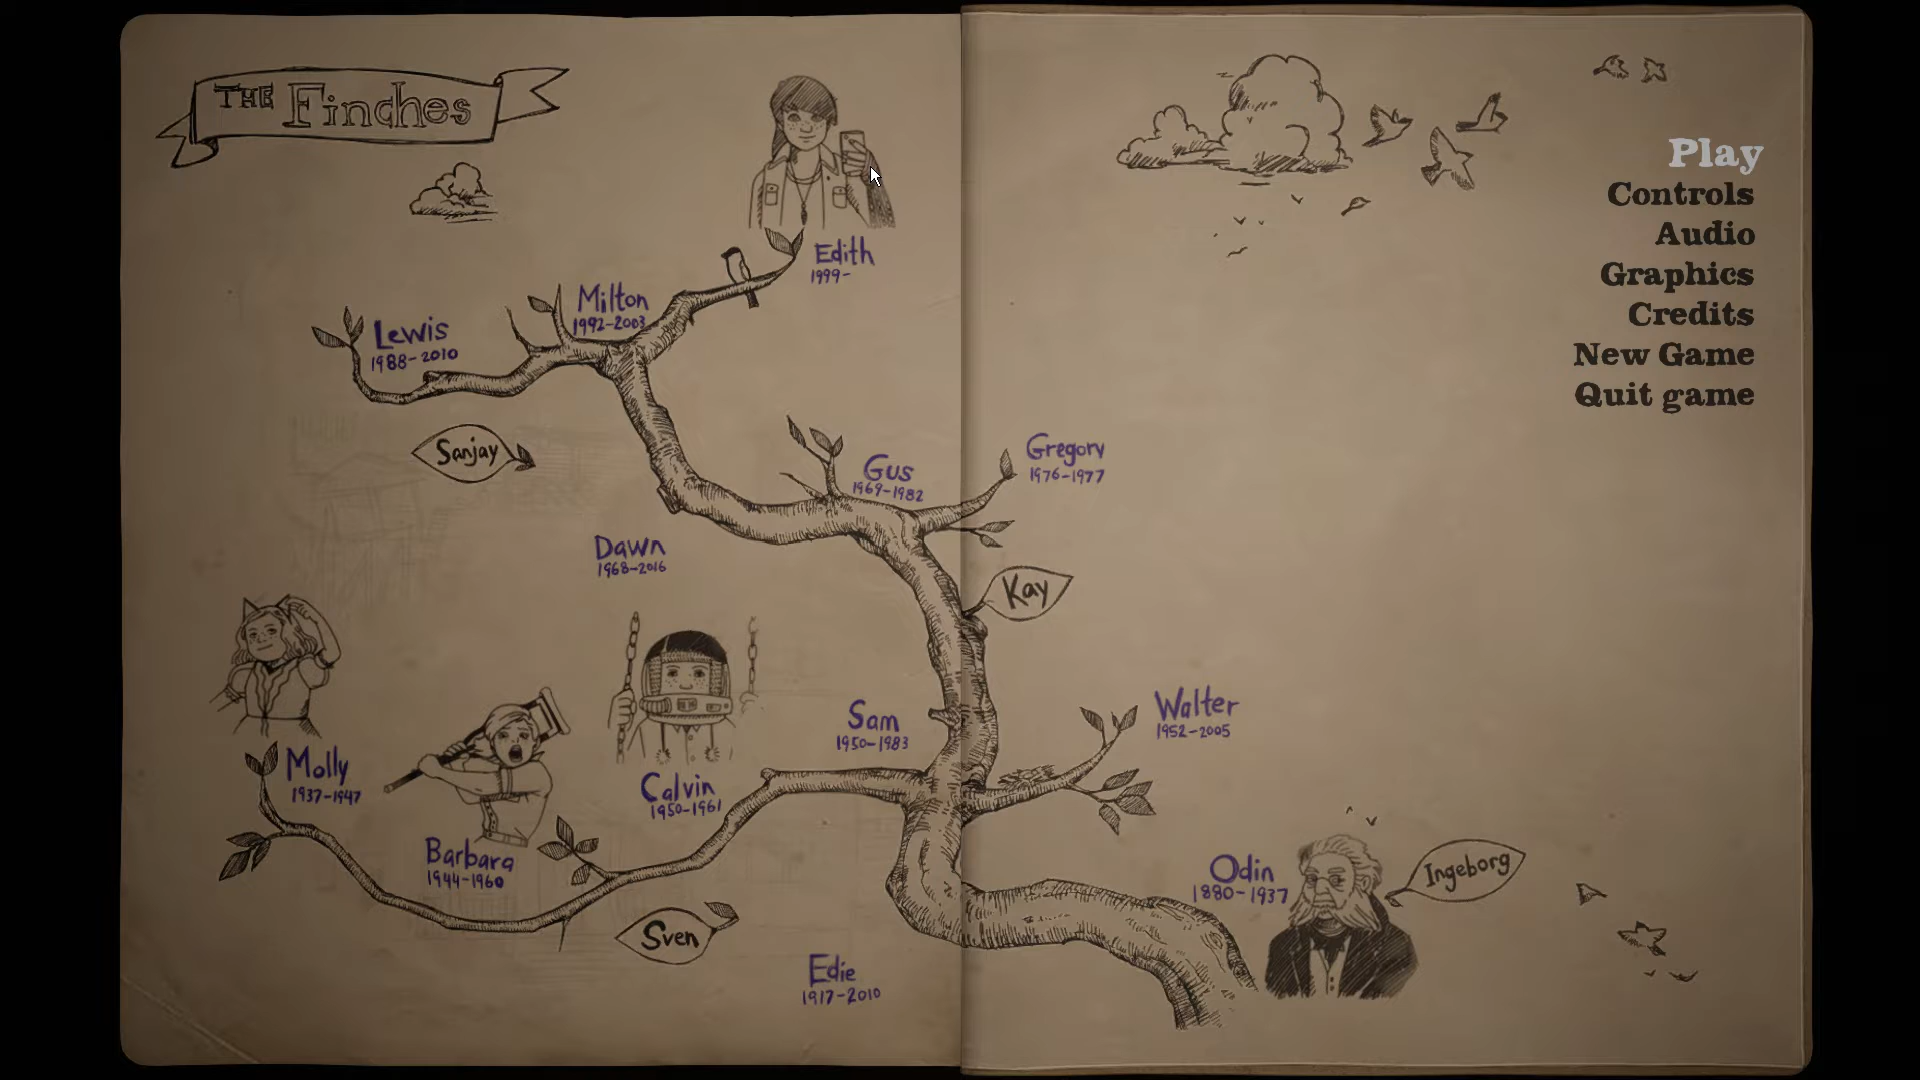 THE Finches
Play
Controls
Audio
Graphics
Credits
New Game
Quit game
Edith
1999-
Milton
1992-2003
Lewis
1988-2010
Sanjay
Gus
1969-1982
Gregory
1976-1977
Dawn
1968-2016
Kay
Sam
1950-1983
Walter
1952-2005
Molly
1937-1947
Calvin
1950-1961
Barbara
1944-1960
Odin
1880-1937
Ingeborg
Sven
Edie
1917-2010